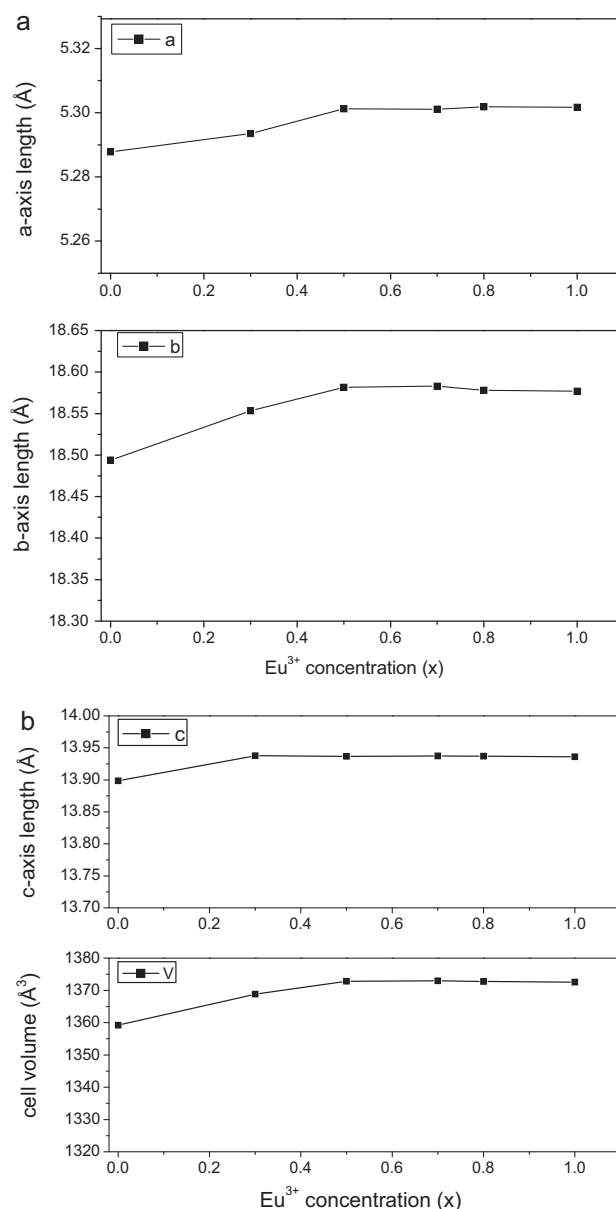 a
a
5.32
5.30
5.28
5.26
a-axis length (Å)
0.0 0.2 0.4 0.6 0.8 1.0
b
18.65
18.60
18.55
18.50
18.45
18.40
18.35
18.30
b-axis length (Å)
0.0 0.2 0.4 0.6 0.8 1.0
Eu³⁺ concentration (x)
b
c
14.00
13.95
13.90
13.85
13.80
13.75
13.70
c-axis length (Å)
0.0 0.2 0.4 0.6 0.8 1.0
V
1380
1370
1360
1350
1340
1330
1320
cell volume (Å³)
0.0 0.2 0.4 0.6 0.8 1.0
Eu³⁺ concentration (x)